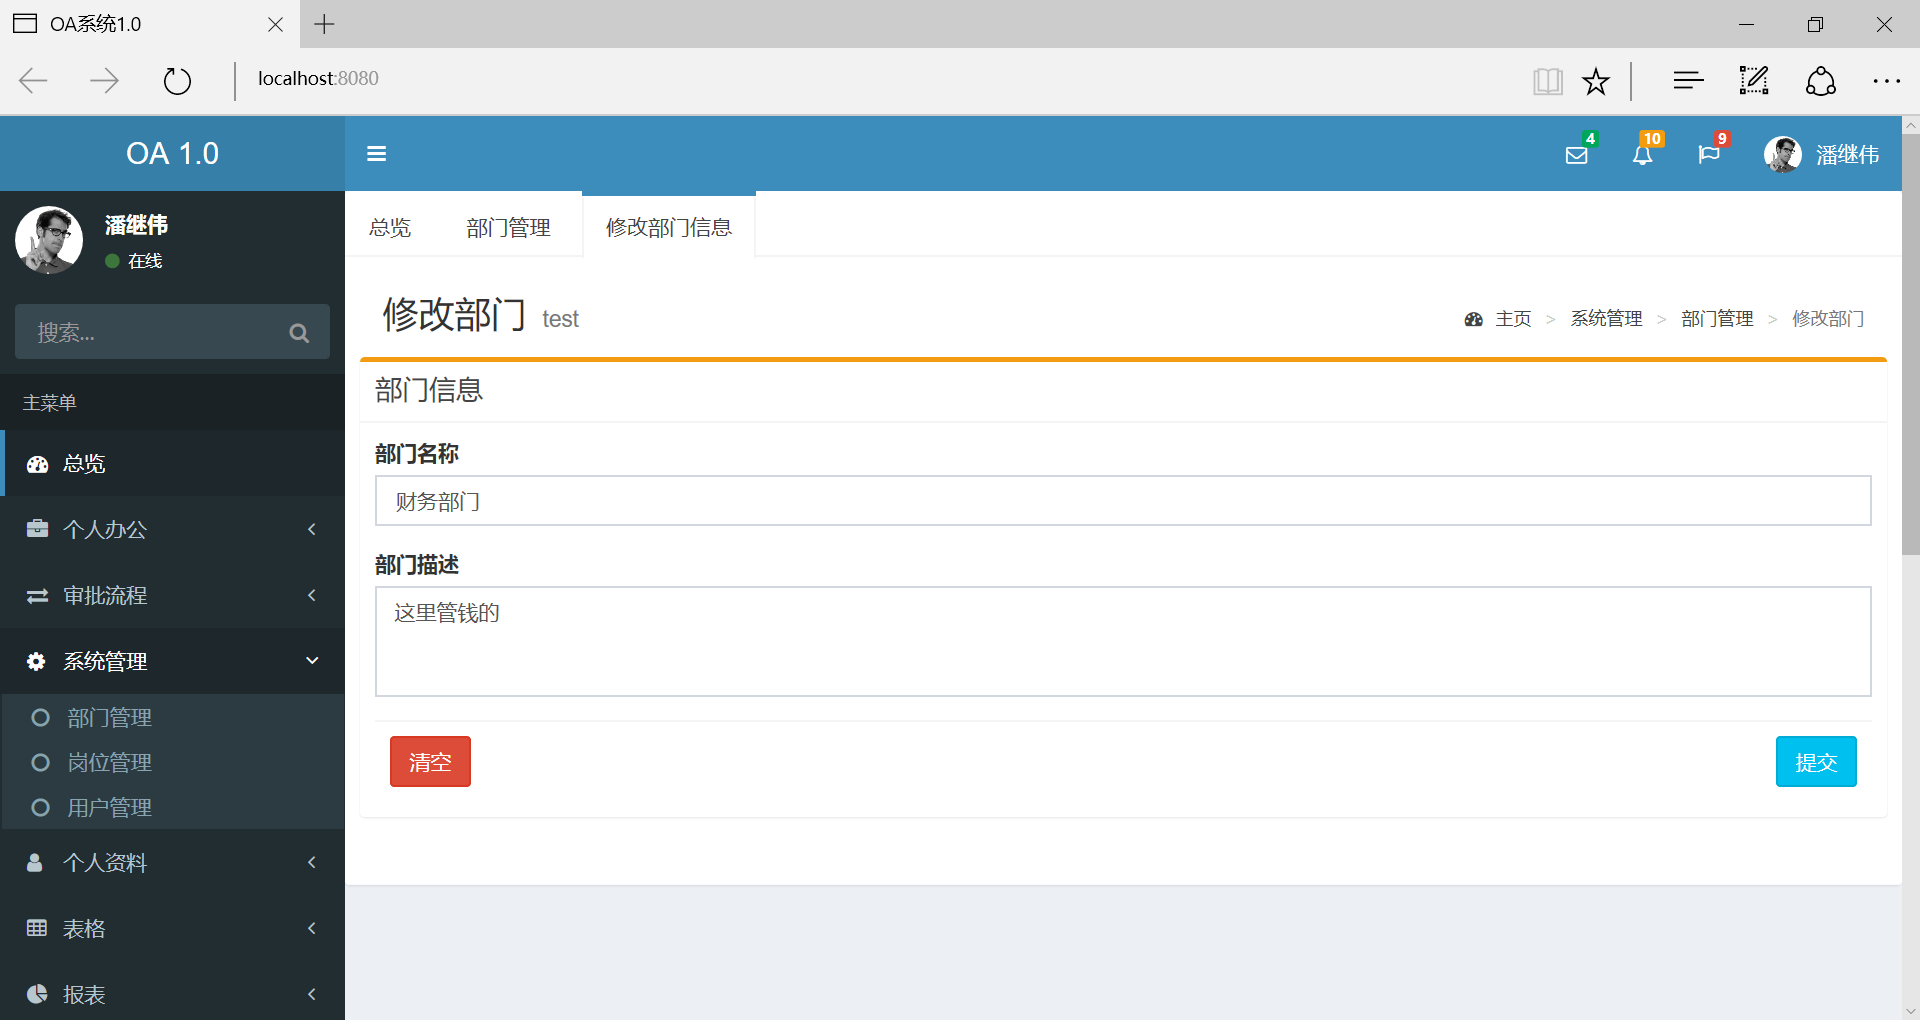 OA系统1.0
localhost:8080
OA 1.0
4
10
9
潘继伟
潘继伟
在线
搜索...
主菜单
总览
个人办公
审批流程
系统管理
部门管理
岗位管理
用户管理
个人资料
表格
报表
总览 部门管理 修改部门信息
修改部门 test
主页 > 系统管理 > 部门管理 > 修改部门
部门信息
部门名称
财务部门
部门描述
这里管钱的
清空 提交